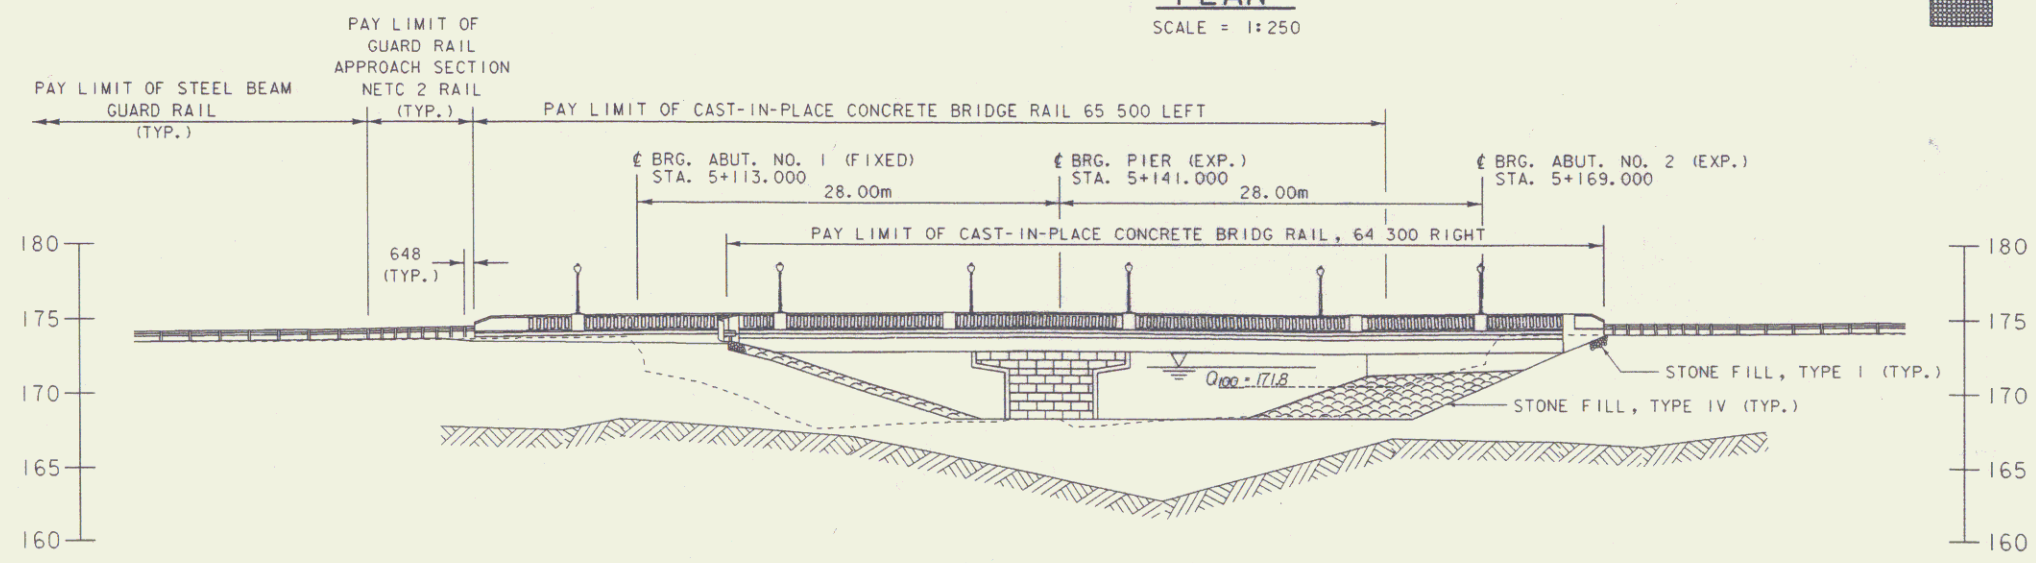 PLAN
SCALE = 1:250
PAY LIMIT OF
GUARD RAIL
APPROACH SECTION
NETC 2 RAIL
(TYP.)
PAY LIMIT OF STEEL BEAM
GUARD RAIL
(TYP.)
PAY LIMIT OF CAST-IN-PLACE CONCRETE BRIDGE RAIL 65 500 LEFT
℄ BRG. ABUT. NO. 1 (FIXED)
STA. 5+113.000
℄ BRG. PIER (EXP.)
STA. 5+141.000
℄ BRG. ABUT. NO. 2 (EXP.)
STA. 5+169.000
28.00m
28.00m
PAY LIMIT OF CAST-IN-PLACE CONCRETE BRIDG RAIL, 64 300 RIGHT
648
(TYP.)
180
175
170
165
160
Q100 = 171.8
STONE FILL, TYPE I (TYP.)
STONE FILL, TYPE IV (TYP.)
180
175
170
165
160